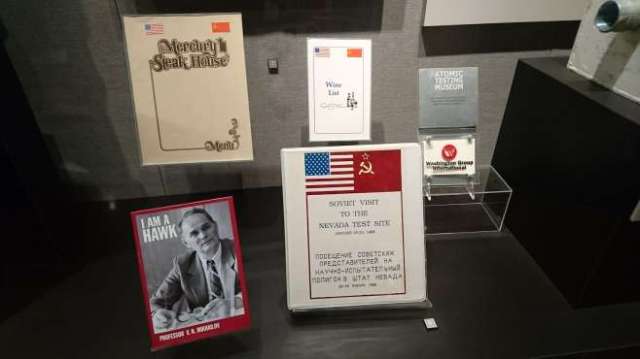 Mercury
Steak House
Menu
Wine
List
ATOMIC
TESTING
MUSEUM
Washington Group
International
SOVIET VISIT
TO THE
NEVADA TEST SITE
ПОСЕЩЕНИЕ СОВЕТСКИХ
ПРЕДСТАВИТЕЛЕЙ НА
НАУЧНО-ИСПЫТАТЕЛЬНЫЙ
ПОЛИГОН В ШТАТ НЕВАДА
I AM A
HAWK
PROFESSOR V. N. MIKHAILOV